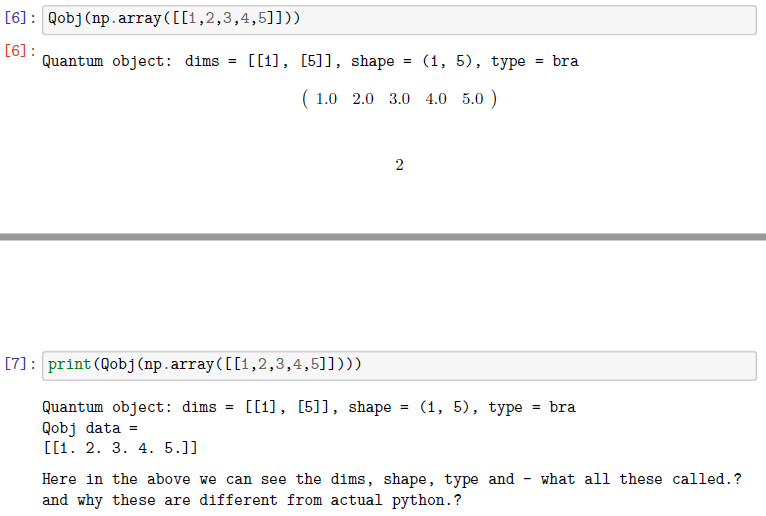 [6]: Qobj(np.array([[1,2,3,4,5]]))
[6]: Quantum object: dims = [[1], [5]], shape = (1, 5), type = bra
( 1.0 2.0 3.0 4.0 5.0 )
2
[7]: print(Qobj(np.array([[1,2,3,4,5]])))
Quantum object: dims = [[1], [5]], shape = (1, 5), type = bra
Qobj data =
[[1. 2. 3. 4. 5.]]
Here in the above we can see the dims, shape, type and - what all these called.?
and why these are different from actual python.?